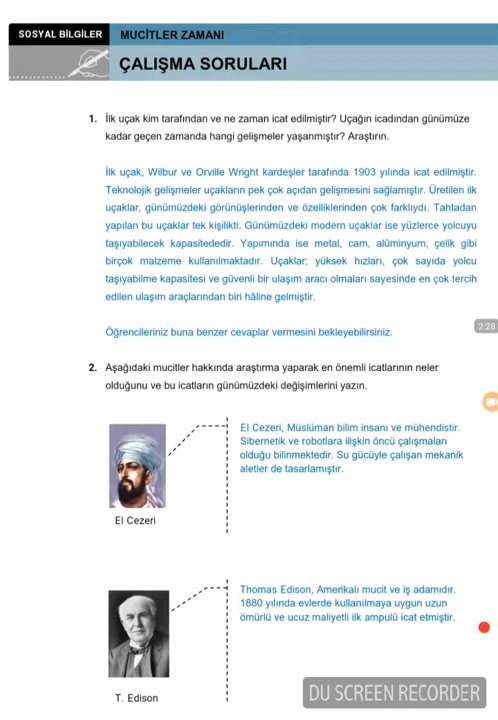 SOSYAL BİLGİLER
MUCİTLER ZAMANI
ÇALIŞMA SORULARI
1. İlk uçak kim tarafından ve ne zaman icat edilmiştir? Uçağın icadından günümüze
kadar geçen zamanda hangi gelişmeler yaşanmıştır? Araştırın.
İlk uçak, Wilbur ve Orville Wright kardeşler tarafında 1903 yılında icat edilmiştir.
Teknolojik gelişmeler uçakların pek çok açıdan gelişmesini sağlamıştır. Üretilen ilk
uçaklar, günümüzdeki görünüşlerinden ve özelliklerinden çok farklıydı. Tahtadan
yapılan bu uçaklar tek kişilikti. Günümüzdeki modern uçaklar ise yüzlerce yolcuyu
taşıyabilecek kapasitededir. Yapımında ise metal, cam, alüminyum, çelik gibi
birçok malzeme kullanılmaktadır. Uçaklar; yüksek hızları, çok sayıda yolcu
taşıyabilme kapasitesi ve güvenli bir ulaşım aracı olmaları sayesinde en çok tercih
edilen ulaşım araçlarından biri hâline gelmiştir.
Öğrencileriniz buna benzer cevaplar vermesini bekleyebilirsiniz.
2:28
2. Aşağıdaki mucitler hakkında araştırma yaparak en önemli icatlarının neler
olduğunu ve bu icatların günümüzdeki değişimlerini yazın.
El Cezeri, Müslüman bilim insanı ve mühendistir.
Sibernetik ve robotlara ilişkin öncü çalışmaları
olduğu bilinmektedir. Su gücüyle çalışan mekanik
aletler de tasarlamıştır.
El Cezeri
Thomas Edison, Amerikalı mucit ve iş adamıdır.
1880 yılında evlerde kullanılmaya uygun uzun
ömürlü ve ucuz maliyetli ilk ampulü icat etmiştir.
T. Edison
DU SCREEN RECORDER